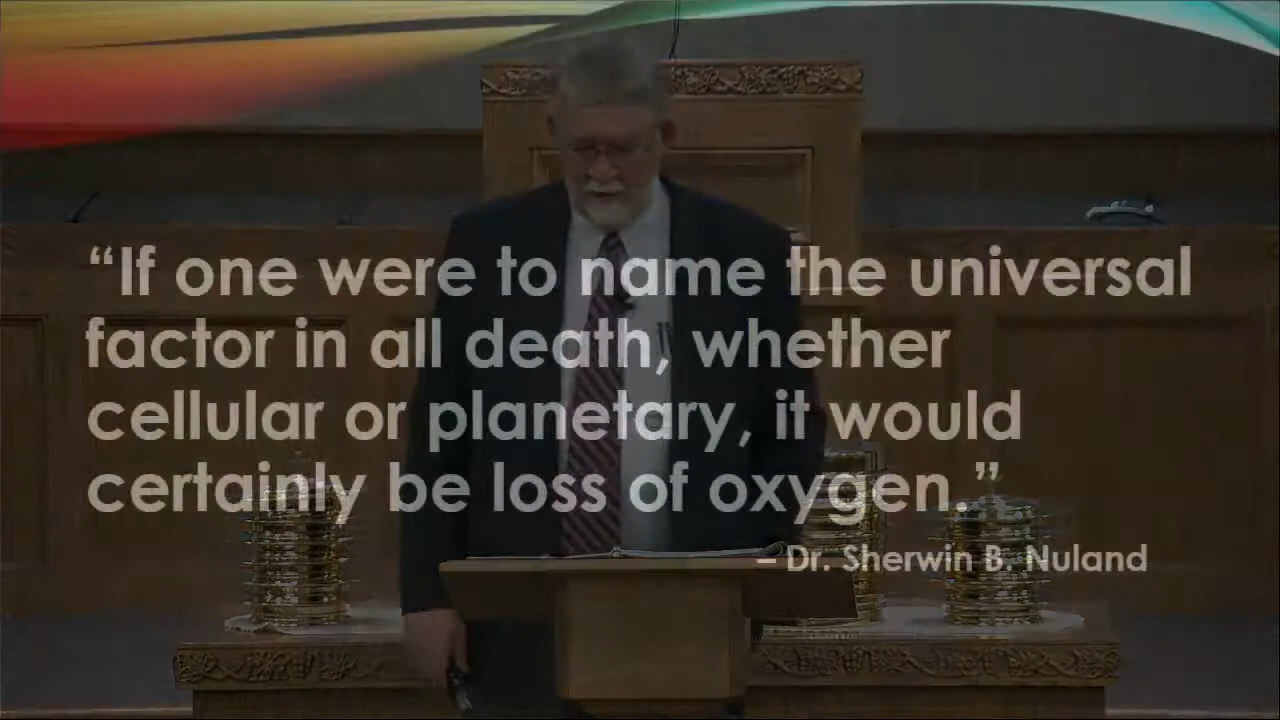 “If one were to name the universal
factor in all death, whether
cellular or planetary, it would
certainly be loss of oxygen.”
– Dr. Sherwin B. Nuland